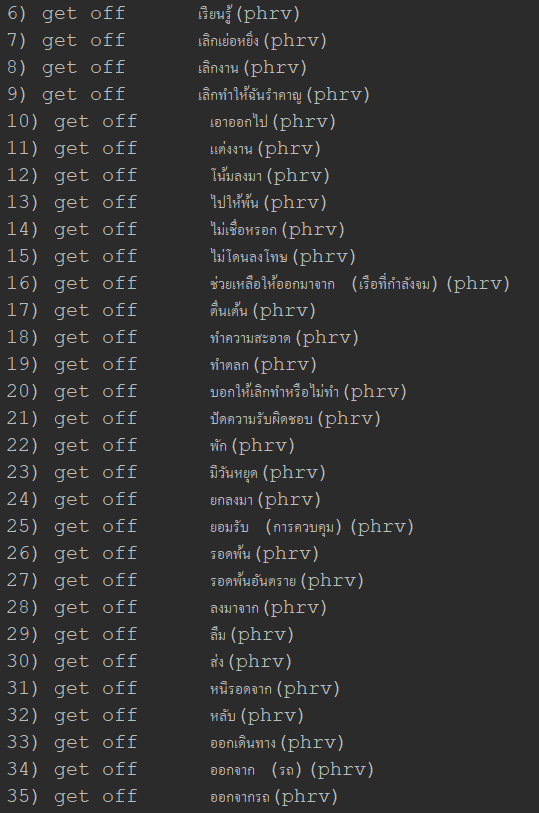 6) get off เรียนรู้(phrv)
7) get off เลิกเย่อหยิ่ง(phrv)
8) get off เลิกงาน(phrv)
9) get off เลิกทำให้ฉันรำคาญ(phrv)
10) get off เอาออกไป(phrv)
11) get off แต่งงาน(phrv)
12) get off โน้มลงมา(phrv)
13) get off ไปให้พ้น(phrv)
14) get off ไม่เชื่อหรอก(phrv)
15) get off ไม่โดนลงโทษ(phrv)
16) get off ช่วยเหลือให้ออกมาจาก (เรือที่กำลังจม)(phrv)
17) get off ตื่นเต้น(phrv)
18) get off ทำความสะอาด(phrv)
19) get off ทำตลก(phrv)
20) get off บอกให้เลิกทำหรือไม่ทำ(phrv)
21) get off ปัดความรับผิดชอบ(phrv)
22) get off พัก(phrv)
23) get off มีวันหยุด(phrv)
24) get off ยกลงมา(phrv)
25) get off ยอมรับ (การควบคุม)(phrv)
26) get off รอดพ้น(phrv)
27) get off รอดพ้นอันตราย(phrv)
28) get off ลงมาจาก(phrv)
29) get off ลืม(phrv)
30) get off ส่ง(phrv)
31) get off หนีรอดจาก(phrv)
32) get off หลับ(phrv)
33) get off ออกเดินทาง(phrv)
34) get off ออกจาก (รถ)(phrv)
35) get off ออกจากรถ(phrv)